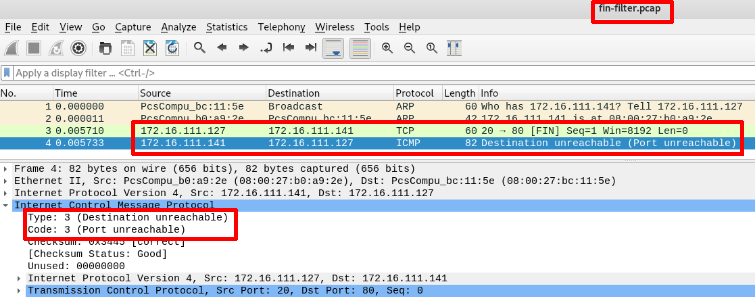 fin-filter.pcap
File Edit View Go Capture Analyze Statistics Telephony Wireless Tools Help
Apply a display filter … <Ctrl-/>
No. Time Source Destination Protocol Length Info
1 0.000000 PcsCompu_bc:11:5e Broadcast ARP 60 Who has 172.16.111.141? Tell 172.16.111.127
2 0.000011 PcsCompu_b0:a9:2e PcsCompu_bc:11:5e ARP 42 172.16.111.141 is at 08:00:27:b0:a9:2e
3 0.005710 172.16.111.127 172.16.111.141 TCP 60 20 → 80 [FIN] Seq=1 Win=8192 Len=0
4 0.005733 172.16.111.141 172.16.111.127 ICMP 82 Destination unreachable (Port unreachable)
Frame 4: 82 bytes on wire (656 bits), 82 bytes captured (656 bits)
Ethernet II, Src: PcsCompu_b0:a9:2e (08:00:27:b0:a9:2e), Dst: PcsCompu_bc:11:5e (08:00:27:bc:11:5e)
Internet Protocol Version 4, Src: 172.16.111.141, Dst: 172.16.111.127
Internet Control Message Protocol
Type: 3 (Destination unreachable)
Code: 3 (Port unreachable)
Checksum: 0x3445 [correct]
[Checksum Status: Good]
Unused: 00000000
Internet Protocol Version 4, Src: 172.16.111.127, Dst: 172.16.111.141
Transmission Control Protocol, Src Port: 20, Dst Port: 80, Seq: 0